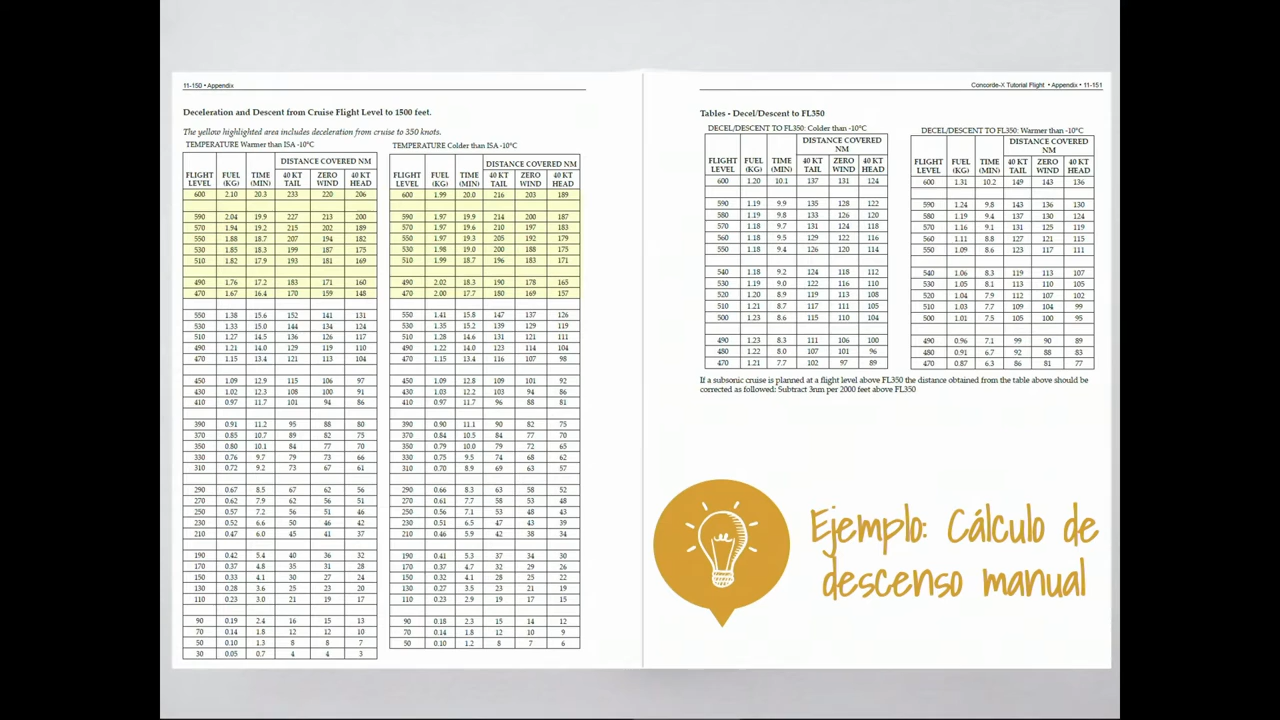 11-150 • Appendix
Deceleration and Descent from Cruise Flight Level to 1500 feet.
The yellow highlighted area includes deceleration from cruise to 350 knots.
TEMPERATURE Warmer than ISA -10°C
DISTANCE COVERED NM
FLIGHT LEVEL FUEL (KG) TIME (MIN) 40 KT TAIL ZERO WIND 40 KT HEAD
600 2.10 20.3 233 220 206
590 2.04 19.9 227 213 200
570 1.94 19.2 215 202 189
550 1.88 18.7 207 194 182
530 1.85 18.3 199 187 175
510 1.82 17.9 193 181 169
490 1.76 17.2 183 171 160
470 1.67 16.4 170 159 148
550 1.38 15.6 152 141 131
530 1.33 15.0 144 134 124
510 1.27 14.5 136 126 117
490 1.21 14.0 129 119 110
470 1.15 13.4 121 113 104
450 1.09 12.9 115 106 97
430 1.02 12.3 108 100 91
410 0.97 11.7 101 94 86
390 0.91 11.2 95 88 80
370 0.85 10.7 89 82 75
350 0.80 10.1 84 77 70
330 0.76 9.7 79 73 66
310 0.72 9.2 73 67 61
290 0.67 8.5 67 62 56
270 0.62 7.9 62 56 51
250 0.57 7.2 56 51 46
230 0.52 6.6 50 46 42
210 0.47 6.0 45 41 37
190 0.42 5.4 40 36 32
170 0.37 4.8 35 31 28
150 0.33 4.1 30 27 24
130 0.28 3.6 25 23 20
110 0.23 3.0 21 19 17
90 0.19 2.4 16 15 13
70 0.14 1.8 12 12 10
50 0.10 1.3 8 8 7
30 0.05 0.7 4 4 3
TEMPERATURE Colder than ISA -10°C
DISTANCE COVERED NM
FLIGHT LEVEL FUEL (KG) TIME (MIN) 40 KT TAIL ZERO WIND 40 KT HEAD
600 1.99 20.0 216 203 189
590 1.97 19.9 214 200 187
570 1.97 19.6 210 197 183
550 1.97 19.3 205 192 179
530 1.98 19.0 200 188 175
510 1.99 18.7 196 183 171
490 2.02 18.3 190 178 165
470 2.00 17.7 180 169 157
550 1.41 15.8 147 137 126
530 1.35 15.2 139 129 119
510 1.28 14.6 131 121 111
490 1.22 14.0 123 114 104
470 1.15 13.4 116 107 98
450 1.09 12.8 109 101 92
430 1.03 12.2 103 94 86
410 0.97 11.7 96 88 81
390 0.90 11.1 90 82 75
370 0.84 10.5 84 77 70
350 0.79 10.0 79 72 65
330 0.75 9.5 74 68 62
310 0.70 8.9 69 63 57
290 0.66 8.3 63 58 52
270 0.61 7.7 58 53 48
250 0.56 7.1 53 48 43
230 0.51 6.5 47 43 39
210 0.46 5.9 42 38 34
190 0.41 5.3 37 34 30
170 0.37 4.7 32 29 26
150 0.32 4.1 28 25 22
130 0.27 3.5 23 21 19
110 0.23 2.9 19 17 15
90 0.18 2.3 15 14 12
70 0.14 1.8 12 10 9
50 0.10 1.2 8 7 6
Concorde-X Tutorial Flight • Appendix • 11-151
Tables - Decel/Descent to FL350
DECEL/DESCENT TO FL350: Colder than -10°C
DISTANCE COVERED NM
FLIGHT LEVEL FUEL (KG) TIME (MIN) 40 KT TAIL ZERO WIND 40 KT HEAD
600 1.20 10.1 137 131 124
590 1.19 9.9 135 128 122
580 1.19 9.8 133 126 120
570 1.18 9.7 131 124 118
560 1.18 9.5 129 122 116
550 1.18 9.4 126 120 114
540 1.18 9.2 124 118 112
530 1.19 9.0 122 116 110
520 1.20 8.9 119 113 108
510 1.21 8.7 117 111 105
500 1.23 8.6 115 110 104
490 1.23 8.3 111 106 100
480 1.22 8.0 107 101 96
470 1.21 7.7 102 97 89
DECEL/DESCENT TO FL350: Warmer than -10°C
DISTANCE COVERED NM
FLIGHT LEVEL FUEL (KG) TIME (MIN) 40 KT TAIL ZERO WIND 40 KT HEAD
600 1.31 10.2 149 143 136
590 1.24 9.8 143 136 130
580 1.19 9.4 137 130 124
570 1.16 9.1 131 125 119
560 1.11 8.8 127 121 115
550 1.09 8.6 123 117 111
540 1.06 8.3 119 113 107
530 1.05 8.1 113 110 105
520 1.04 7.9 112 107 102
510 1.03 7.7 109 104 99
500 1.01 7.5 105 100 95
490 0.96 7.1 99 90 89
480 0.91 6.7 92 88 83
470 0.87 6.3 86 81 77
If a subsonic cruise is planned at a flight level above FL350 the distance obtained from the table above should be
corrected as followed: Subtract 3nm per 2000 feet above FL350
Ejemplo: Cálculo de
descenso manual